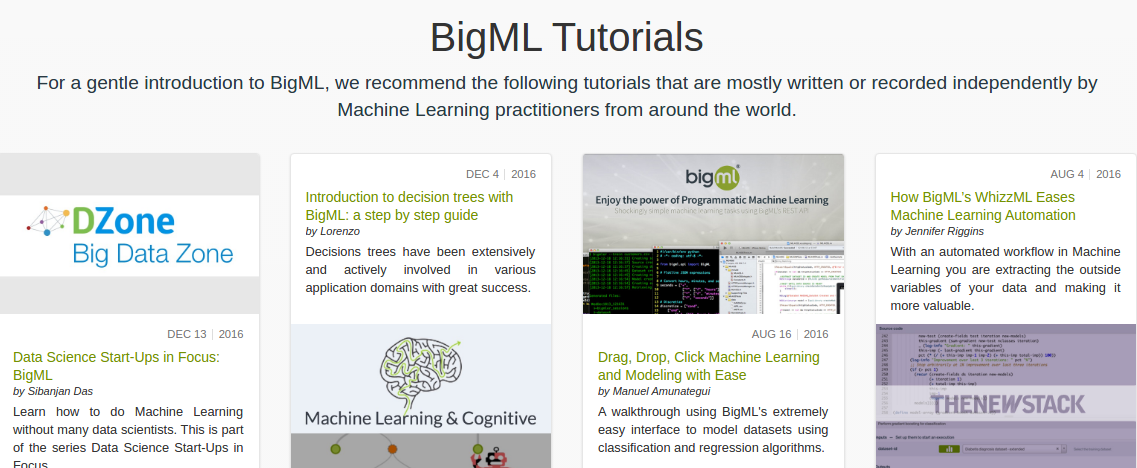 BigML Tutorials
For a gentle introduction to BigML, we recommend the following tutorials that are mostly written or recorded independently by
Machine Learning practitioners from around the world.
DZone
Big Data Zone
DEC 13 | 2016
Data Science Start-Ups in Focus:
BigML
by Sibanjan Das
Learn how to do Machine Learning
without many data scientists. This is part
of the series Data Science Start-Ups in
Focus.
DEC 4 | 2016
Introduction to decision trees with
BigML: a step by step guide
by Lorenzo
Decisions trees have been extensively
and actively involved in various
application domains with great success.
Machine Learning & Cognitive
bigml
Enjoy the power of Programmatic Machine Learning
Shockingly simple machine learning tasks using bigML's REST API!
AUG 16 | 2016
Drag, Drop, Click Machine Learning
and Modeling with Ease
by Manuel Amunategui
A walkthrough using BigML's extremely
easy interface to model datasets using
classification and regression algorithms.
AUG 4 | 2016
How BigML's WhizzML Eases
Machine Learning Automation
by Jennifer Riggins
With an automated workflow in Machine
Learning you are extracting the outside
variables of your data and making it
more valuable.
Source code
THENEWSTACK